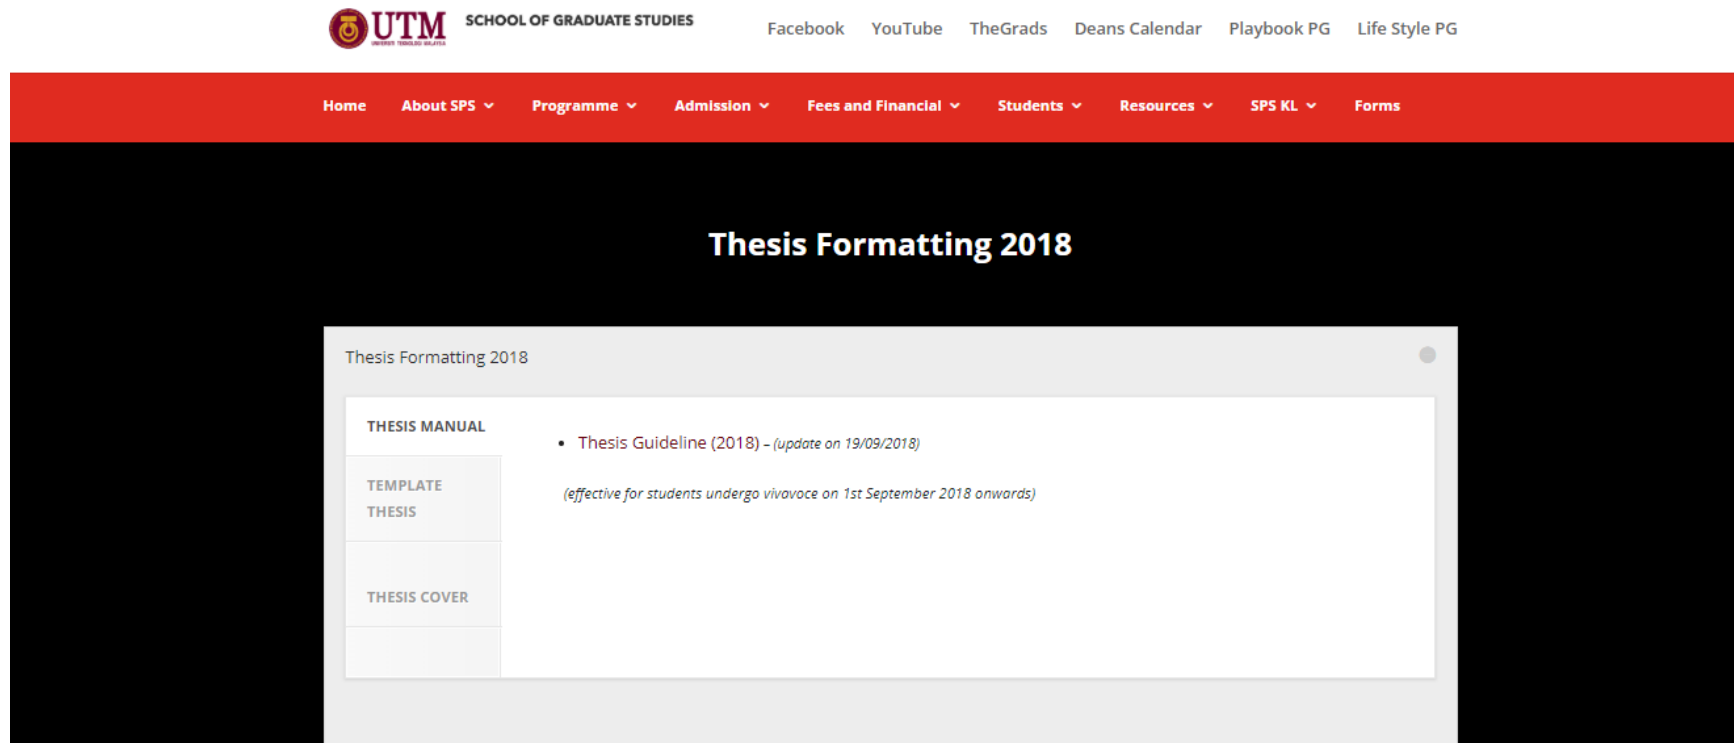 UTM
UNIVERSITI TEKNOLOGI MALAYSIA
SCHOOL OF GRADUATE STUDIES
Facebook YouTube TheGrads Deans Calendar Playbook PG Life Style PG
Home About SPS Programme Admission Fees and Financial Students Resources SPS KL Forms
Thesis Formatting 2018
Thesis Formatting 2018
THESIS MANUAL
• Thesis Guideline (2018) – (update on 19/09/2018)
(effective for students undergo vivavoce on 1st September 2018 onwards)
TEMPLATE
THESIS
THESIS COVER